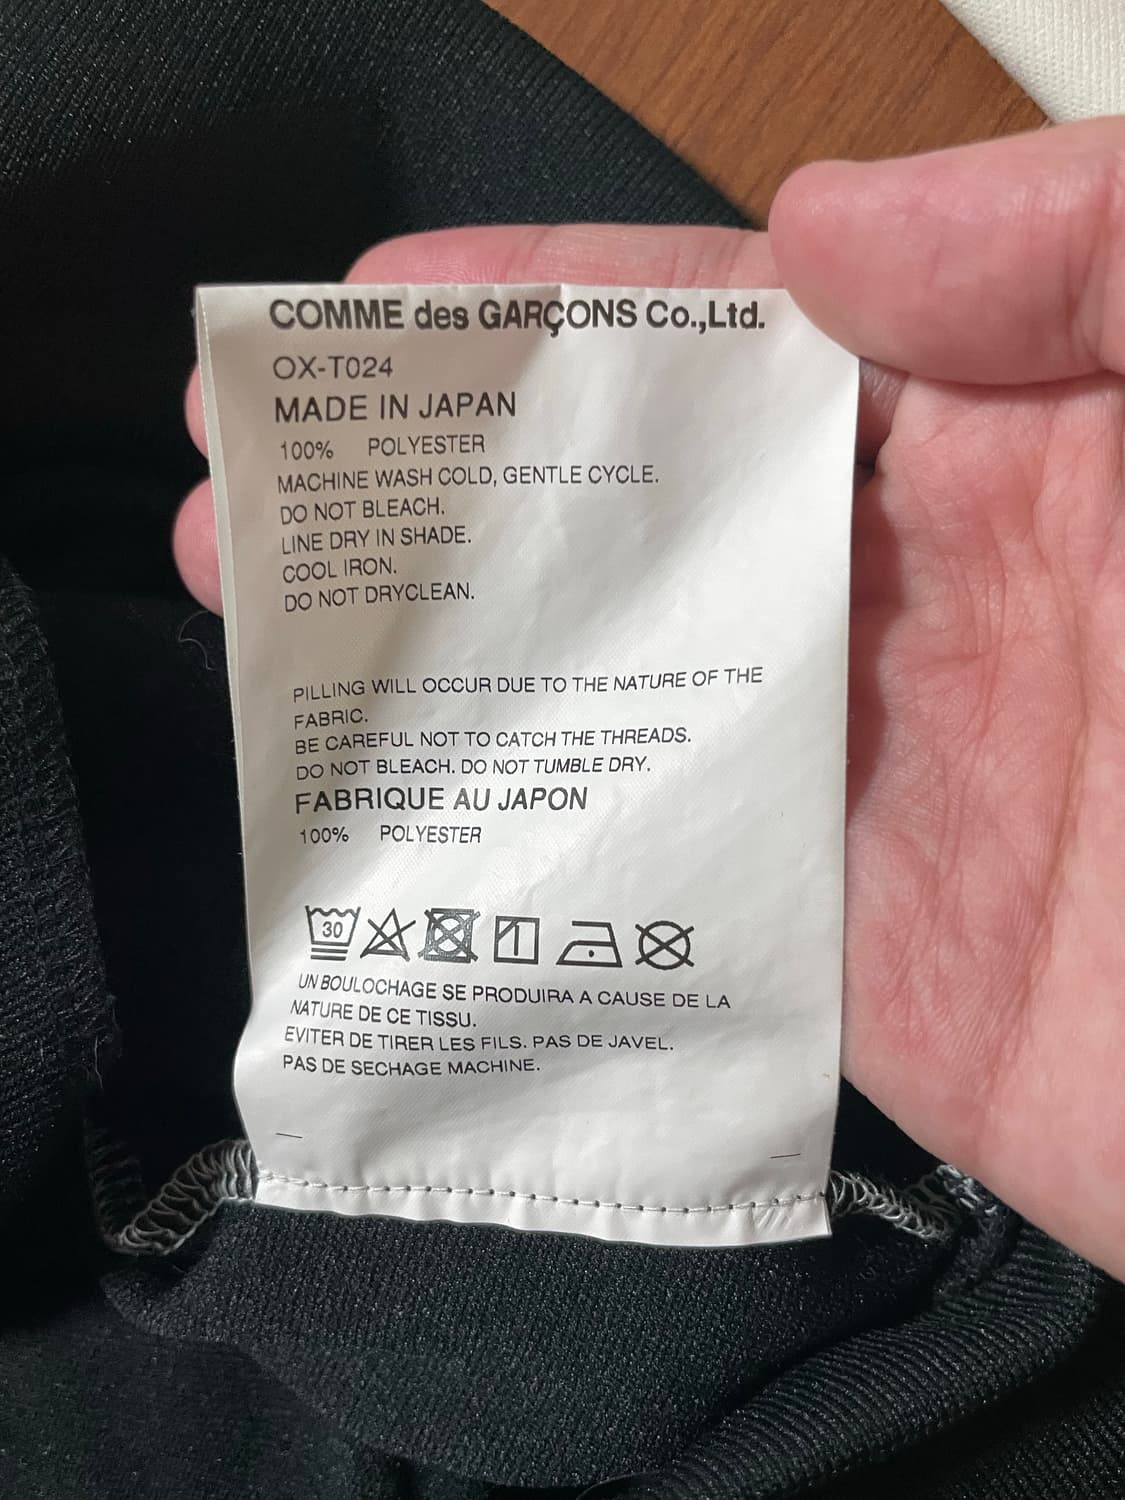 COMME des GARÇONS Co.,Ltd.
OX-T024
MADE IN JAPAN
100% POLYESTER
MACHINE WASH COLD, GENTLE CYCLE.
DO NOT BLEACH.
LINE DRY IN SHADE.
COOL IRON.
DO NOT DRYCLEAN.
PILLING WILL OCCUR DUE TO THE NATURE OF THE
FABRIC.
BE CAREFUL NOT TO CATCH THE THREADS.
DO NOT BLEACH. DO NOT TUMBLE DRY.
FABRIQUE AU JAPON
100% POLYESTER
30
UN BOULOCHAGE SE PRODUIRA A CAUSE DE LA
NATURE DE CE TISSU.
EVITER DE TIRER LES FILS. PAS DE JAVEL.
PAS DE SECHAGE MACHINE.